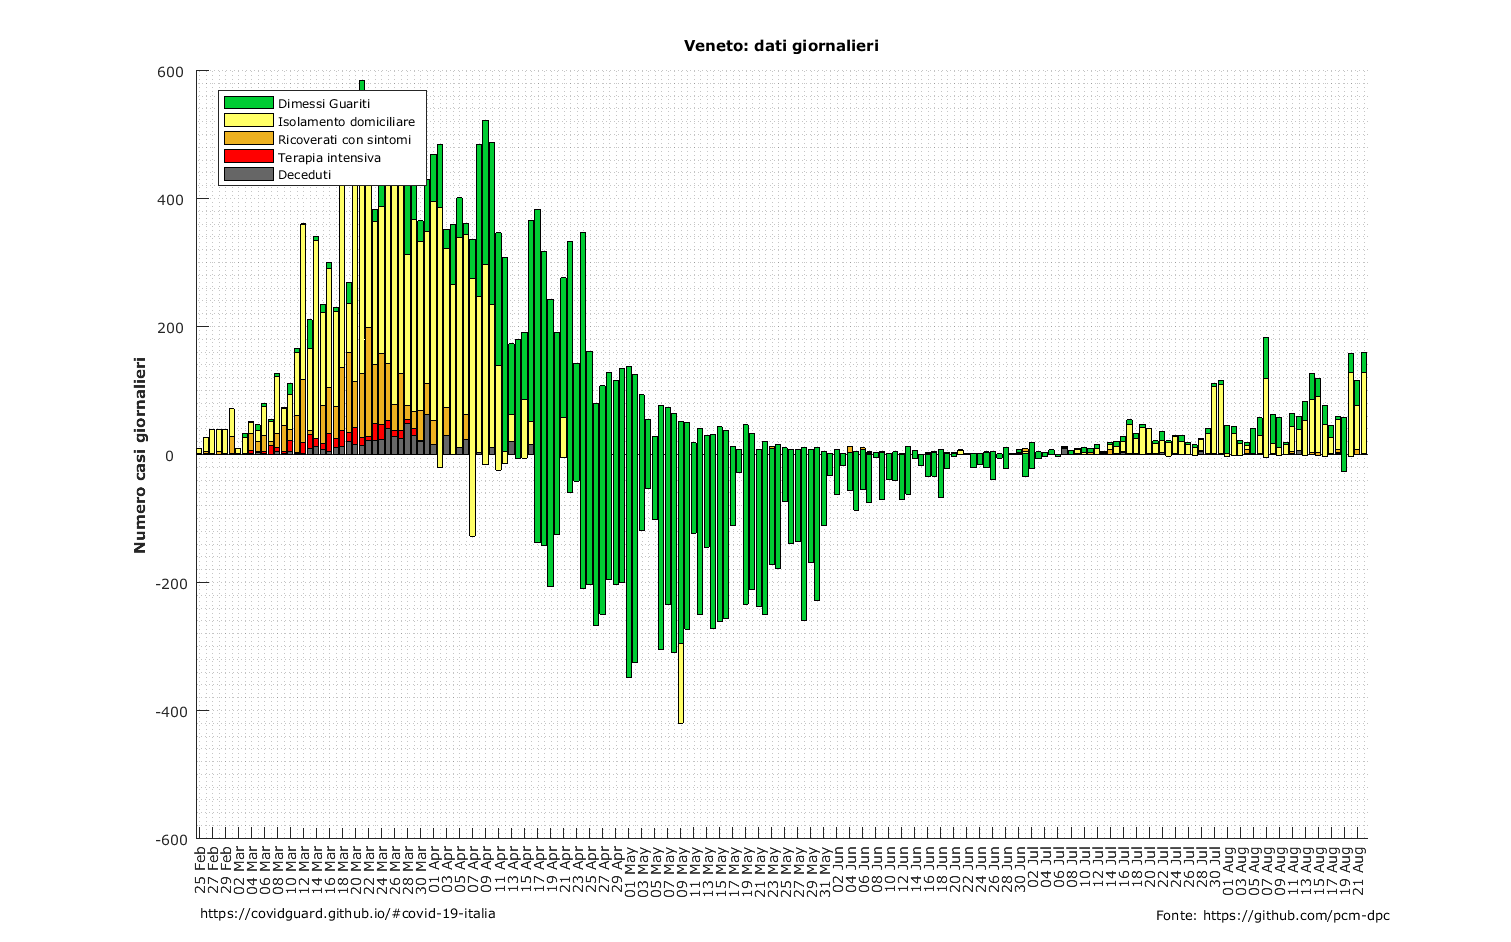 Veneto: dati giornalieri
600
400
200
0
-200
-400
-600
Numero casi giornalieri
Dimessi Guariti
Isolamento domiciliare
Ricoverati con sintomi
Terapia intensiva
Deceduti
25 Feb
27 Feb
29 Feb
02 Mar
04 Mar
06 Mar
08 Mar
10 Mar
12 Mar
14 Mar
16 Mar
18 Mar
20 Mar
22 Mar
24 Mar
26 Mar
28 Mar
30 Mar
01 Apr
03 Apr
05 Apr
07 Apr
09 Apr
11 Apr
13 Apr
15 Apr
17 Apr
19 Apr
21 Apr
23 Apr
25 Apr
27 Apr
29 Apr
01 May
03 May
05 May
07 May
09 May
11 May
13 May
15 May
17 May
19 May
21 May
23 May
25 May
27 May
29 May
31 May
02 Jun
04 Jun
06 Jun
08 Jun
10 Jun
12 Jun
14 Jun
16 Jun
18 Jun
20 Jun
22 Jun
24 Jun
26 Jun
28 Jun
30 Jun
02 Jul
04 Jul
06 Jul
08 Jul
10 Jul
12 Jul
14 Jul
16 Jul
18 Jul
20 Jul
22 Jul
24 Jul
26 Jul
28 Jul
30 Jul
01 Aug
03 Aug
05 Aug
07 Aug
09 Aug
11 Aug
13 Aug
15 Aug
17 Aug
19 Aug
21 Aug
https://covidguard.github.io/#covid-19-italia
Fonte: https://github.com/pcm-dpc